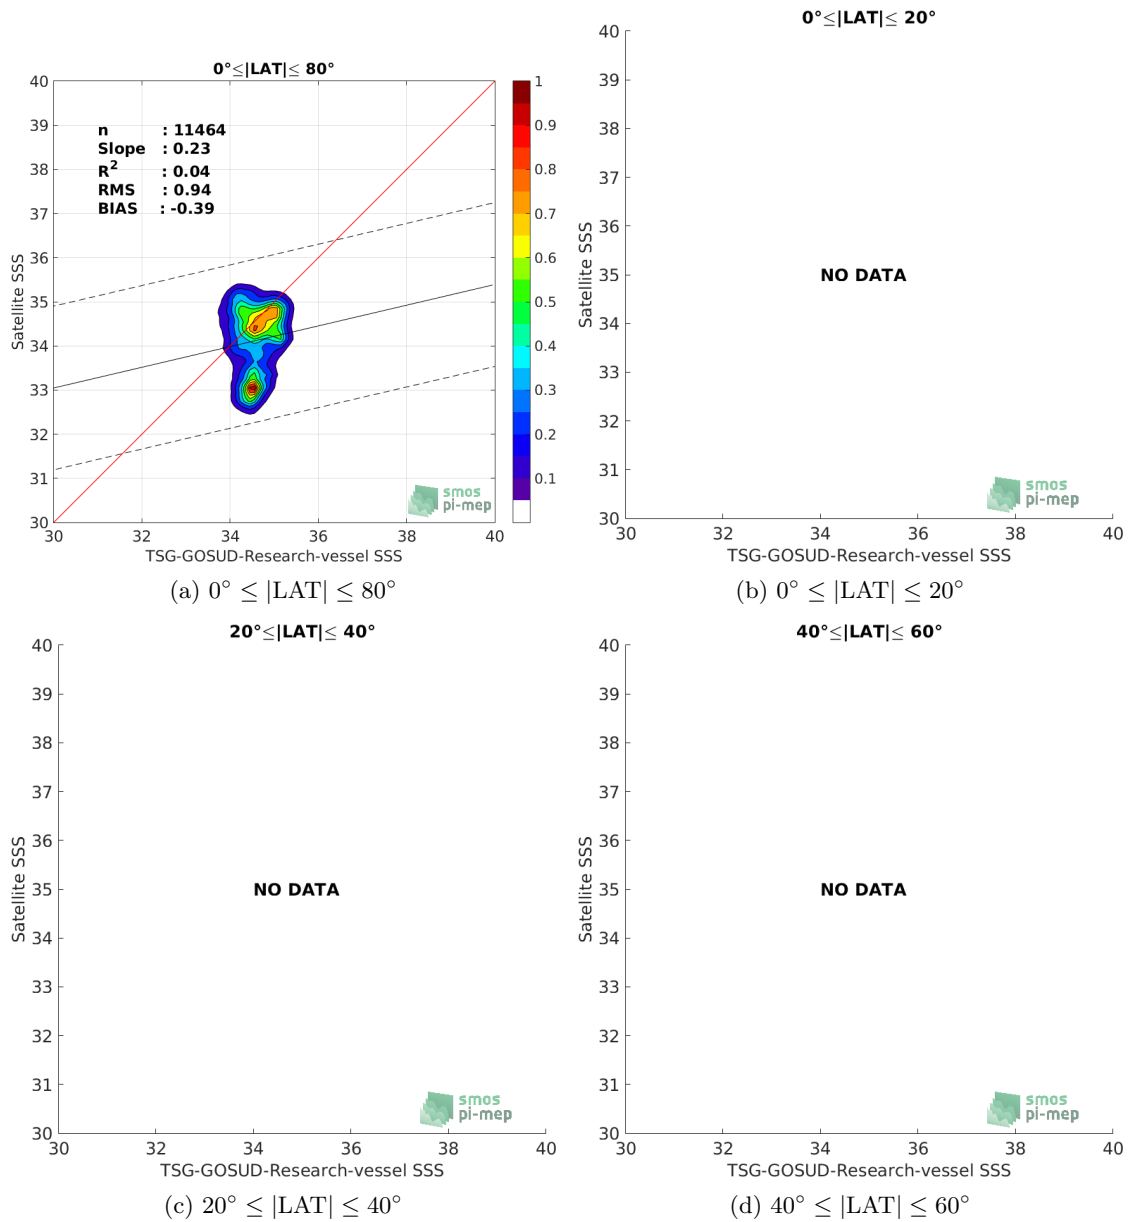 0°≤|LAT|≤ 80°
40
39
38
37
36
35
34
33
32
31
30
Satellite SSS
n : 11464
Slope : 0.23
R² : 0.04
RMS : 0.94
BIAS : -0.39
smos
pi-mep
30 32 34 36 38 40
TSG-GOSUD-Research-vessel SSS
1
0.9
0.8
0.7
0.6
0.5
0.4
0.3
0.2
0.1
(a) 0° ≤ |LAT| ≤ 80°
0°≤|LAT|≤ 20°
40
39
38
37
36
35
34
33
32
31
30
Satellite SSS
NO DATA
smos
pi-mep
30 32 34 36 38 40
TSG-GOSUD-Research-vessel SSS
(b) 0° ≤ |LAT| ≤ 20°
20°≤|LAT|≤ 40°
40
39
38
37
36
35
34
33
32
31
30
Satellite SSS
NO DATA
smos
pi-mep
30 32 34 36 38 40
TSG-GOSUD-Research-vessel SSS
(c) 20° ≤ |LAT| ≤ 40°
40°≤|LAT|≤ 60°
40
39
38
37
36
35
34
33
32
31
30
Satellite SSS
NO DATA
smos
pi-mep
30 32 34 36 38 40
TSG-GOSUD-Research-vessel SSS
(d) 40° ≤ |LAT| ≤ 60°